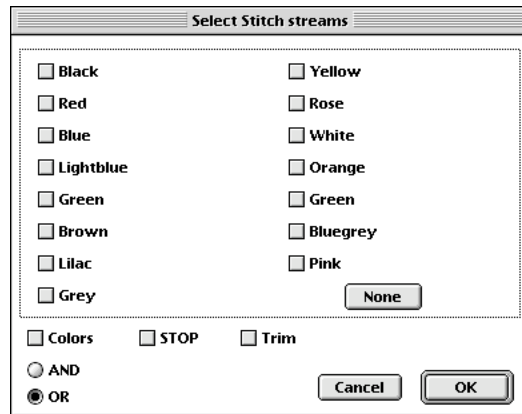 Select Stitch streams
Black Yellow
Red Rose
Blue White
Lightblue Orange
Green Green
Brown Bluegrey
Lilac Pink
Grey None
Colors STOP Trim
AND
OR Cancel OK